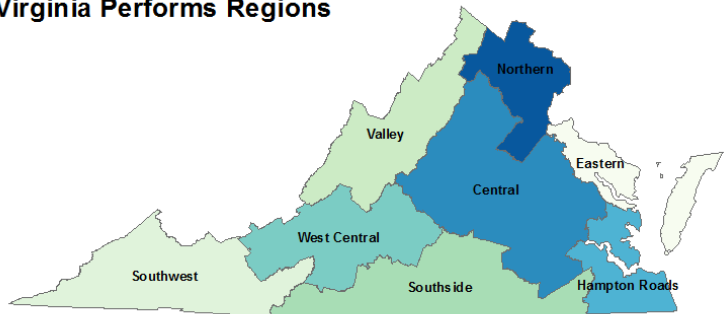 Virginia Performs Regions
Northern
Valley
Eastern
Central
West Central
Southwest
Southside
Hampton Roads